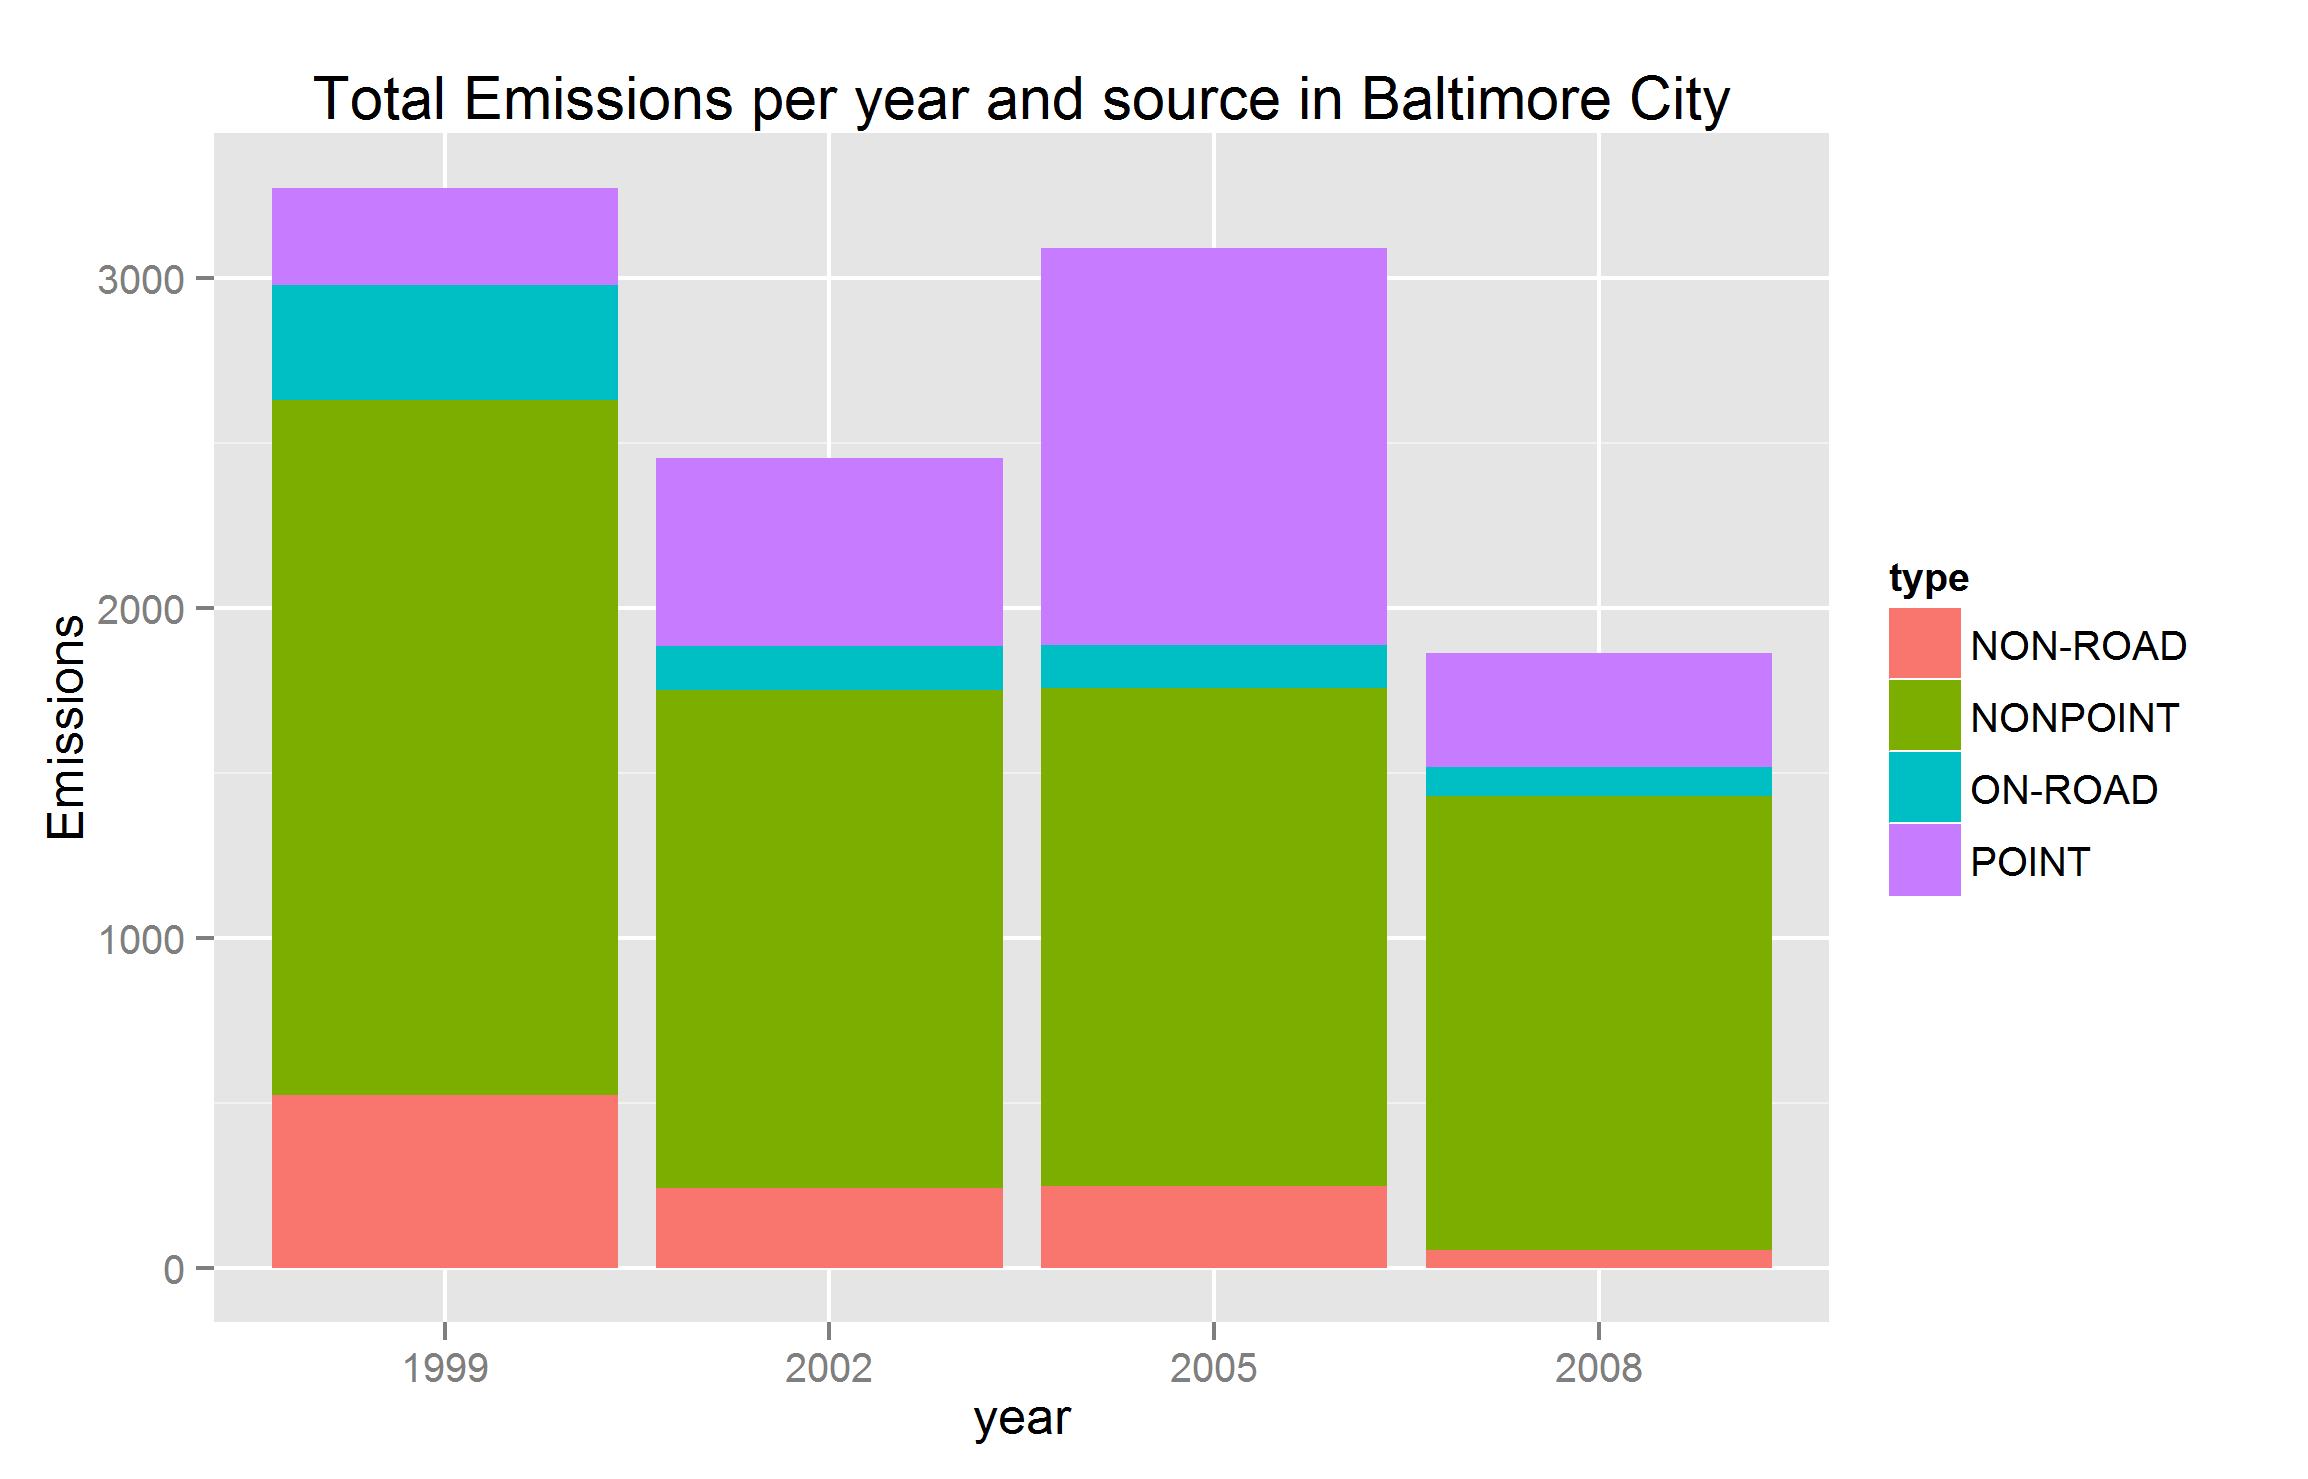 Total Emissions per year and source in Baltimore City
3000
2000
1000
0
Emissions
1999 2002 2005 2008
year
type
NON-ROAD
NONPOINT
ON-ROAD
POINT